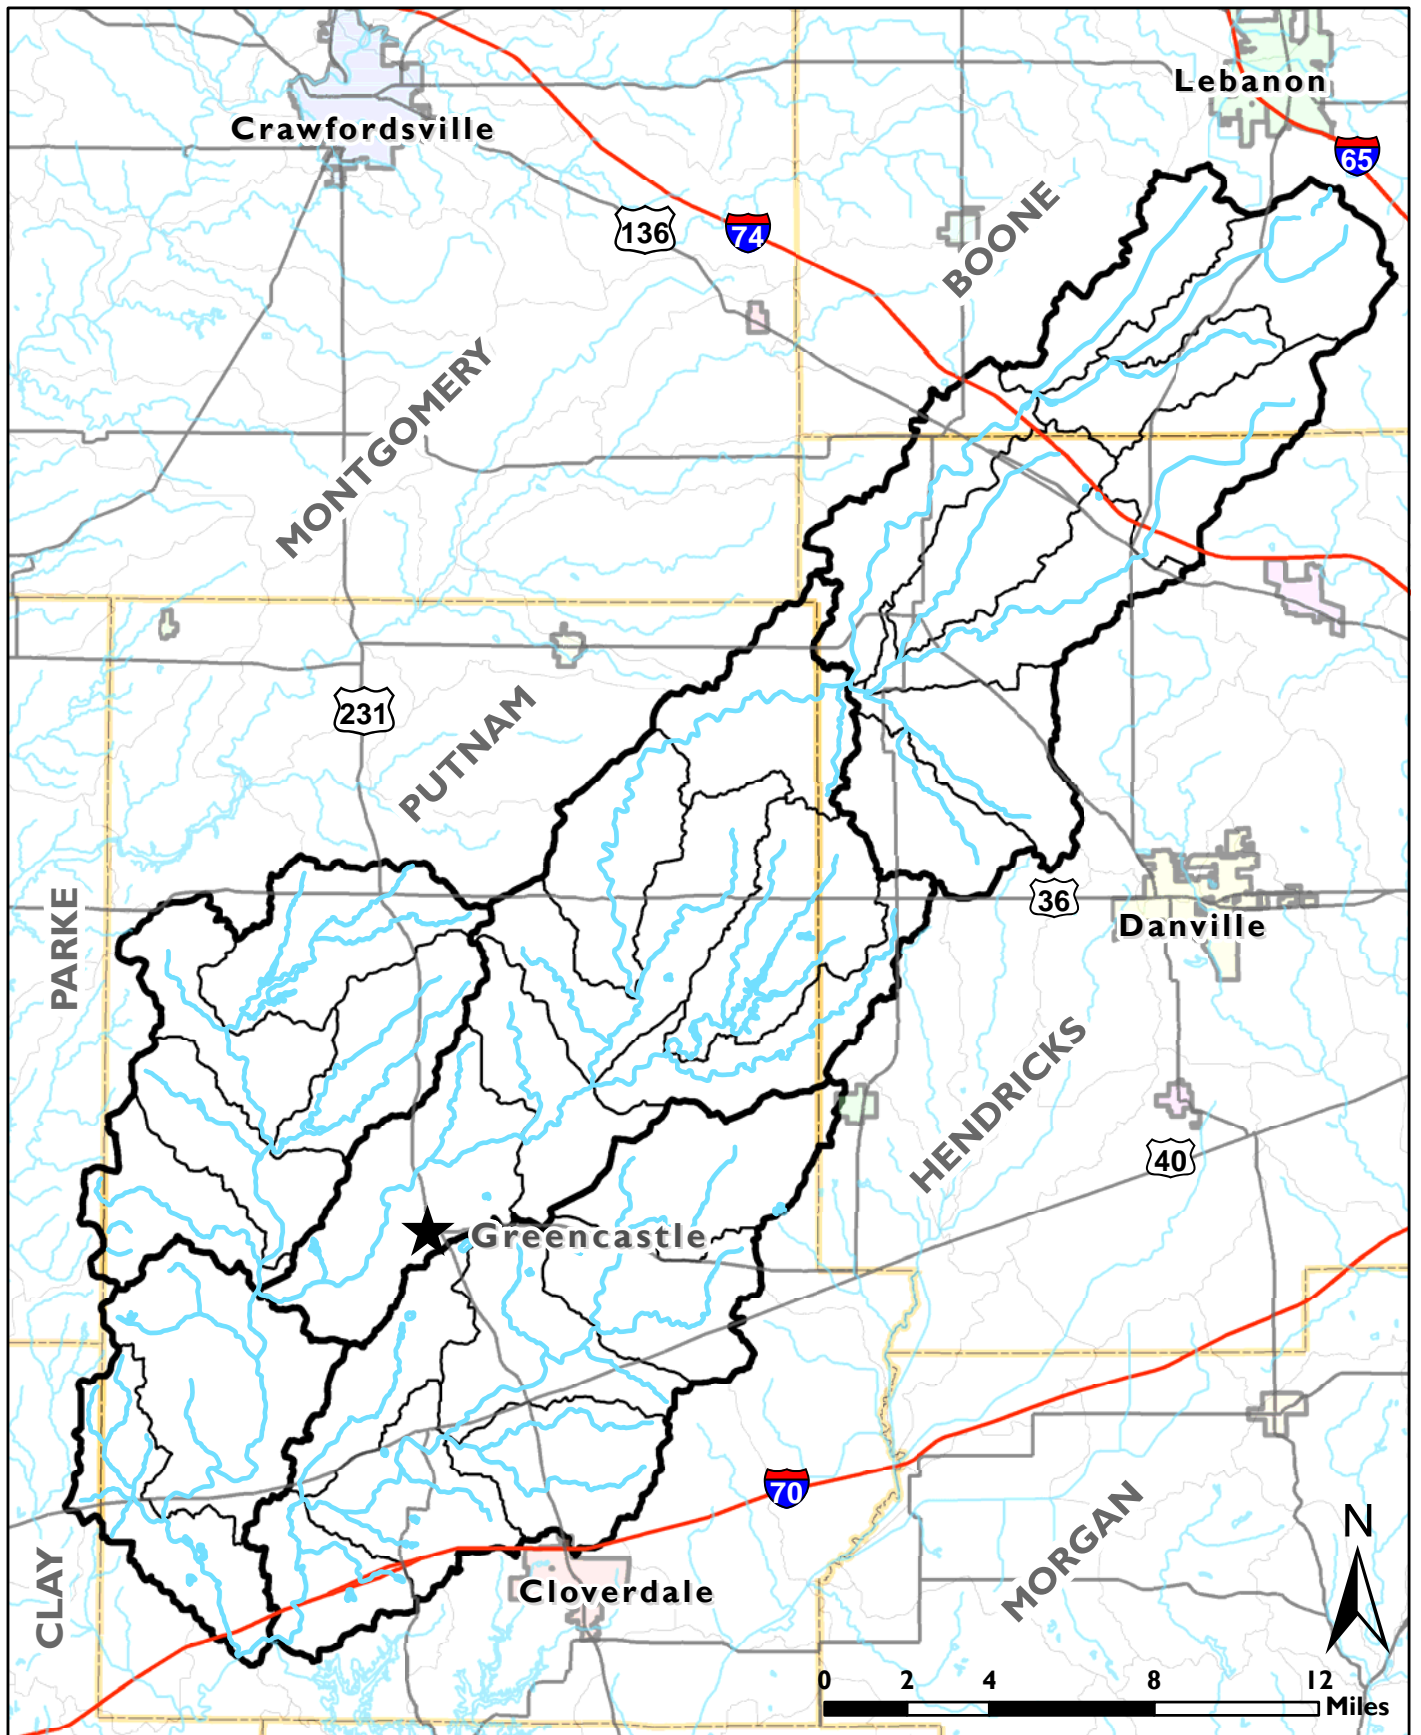 Lebanon
Crawfordsville
65
136
74
BOONE
MONTGOMERY
231
PUTNAM
PARKE
36
Danville
HENDRICKS
40
Greencastle
70
MORGAN
N
CLAY
Cloverdale
0 2 4 8 12
Miles